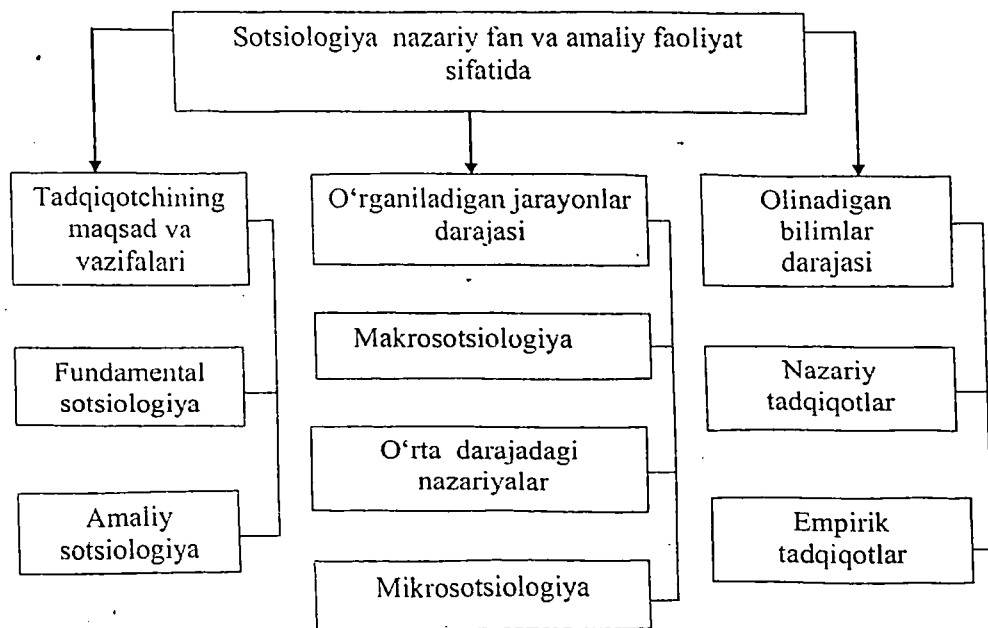 Sotsiologiya nazariy fan va amaliy faoliyat
sifatida
Tadqiqotchining
maqsad va
vazifalari
Fundamental
sotsiologiya
Amaliy
sotsiologiya
O‘rganiladigan jarayonlar
darajasi
Makrosotsiologiya
O‘rta darajadagi
nazariyalar
Mikrosotsiologiya
Olinadigan
bilimlar
darajasi
Nazariy
tadqiqotlar
Empirik
tadqiqotlar